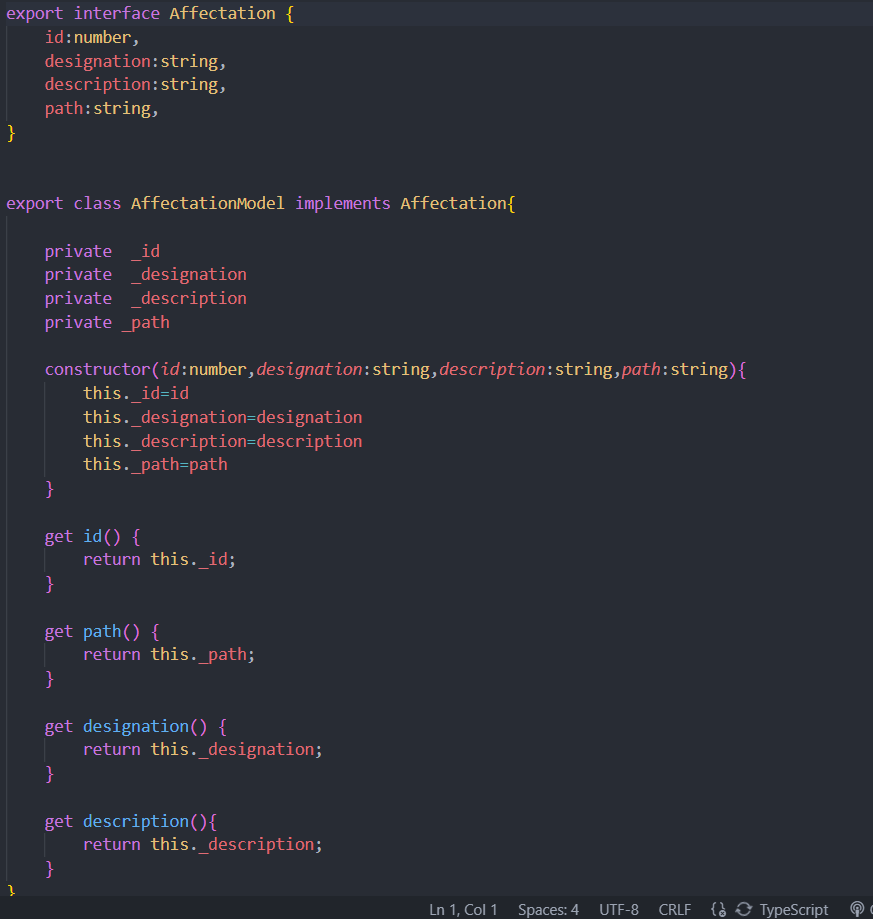 export interface Affectation {
    id:number,
    designation:string,
    description:string,
    path:string,
}
export class AffectationModel implements Affectation{
    private  _id
    private  _designation
    private  _description
    private _path
    constructor(id:number,designation:string,description:string,path:string){
        this._id=id
        this._designation=designation
        this._description=description
        this._path=path
    }
    get id() {
        return this._id;
    }
    get path() {
        return this._path;
    }
    get designation() {
        return this._designation;
    }
    get description(){
        return this._description;
    }
}
Ln 1, Col 1 Spaces: 4 UTF-8 CRLF TypeScript